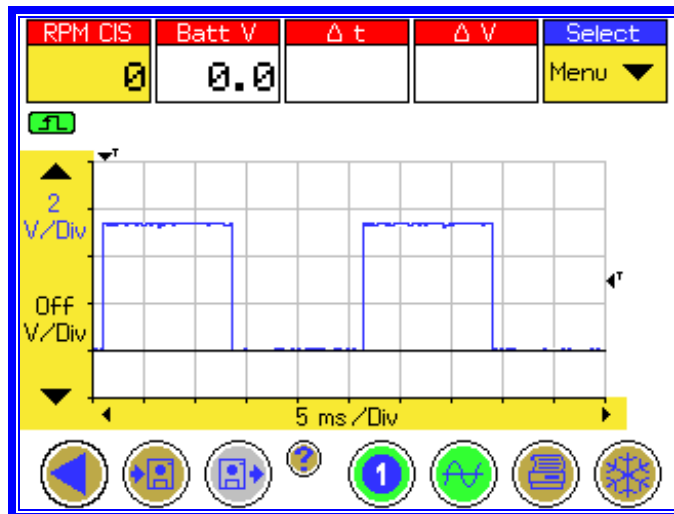 RPM CIS Batt V Δ t Δ V Select
0 0.0 Menu
T
2
V/Div
T
Off
V/Div
5 ms/Div
? 1